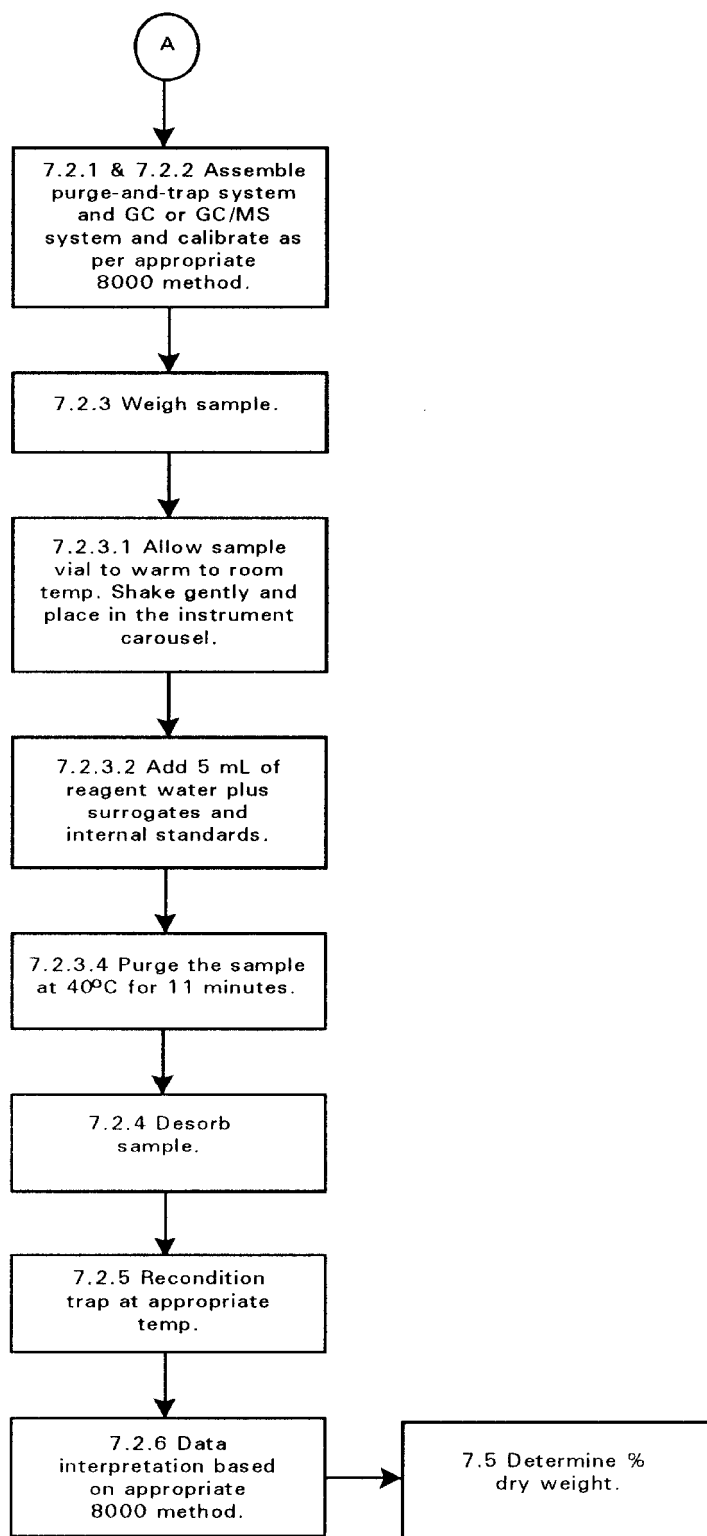 A
7.2.1 & 7.2.2 Assemble
purge-and-trap system
and GC or GC/MS
system and calibrate as
per appropriate
8000 method.
7.2.3 Weigh sample.
7.2.3.1 Allow sample
vial to warm to room
temp. Shake gently and
place in the instrument
carousel.
7.2.3.2 Add 5 mL of
reagent water plus
surrogates and
internal standards.
7.2.3.4 Purge the sample
at 40ºC for 11 minutes.
7.2.4 Desorb
sample.
7.2.5 Recondition
trap at appropriate
temp.
7.2.6 Data
interpretation based
on appropriate
8000 method.
7.5 Determine %
dry weight.